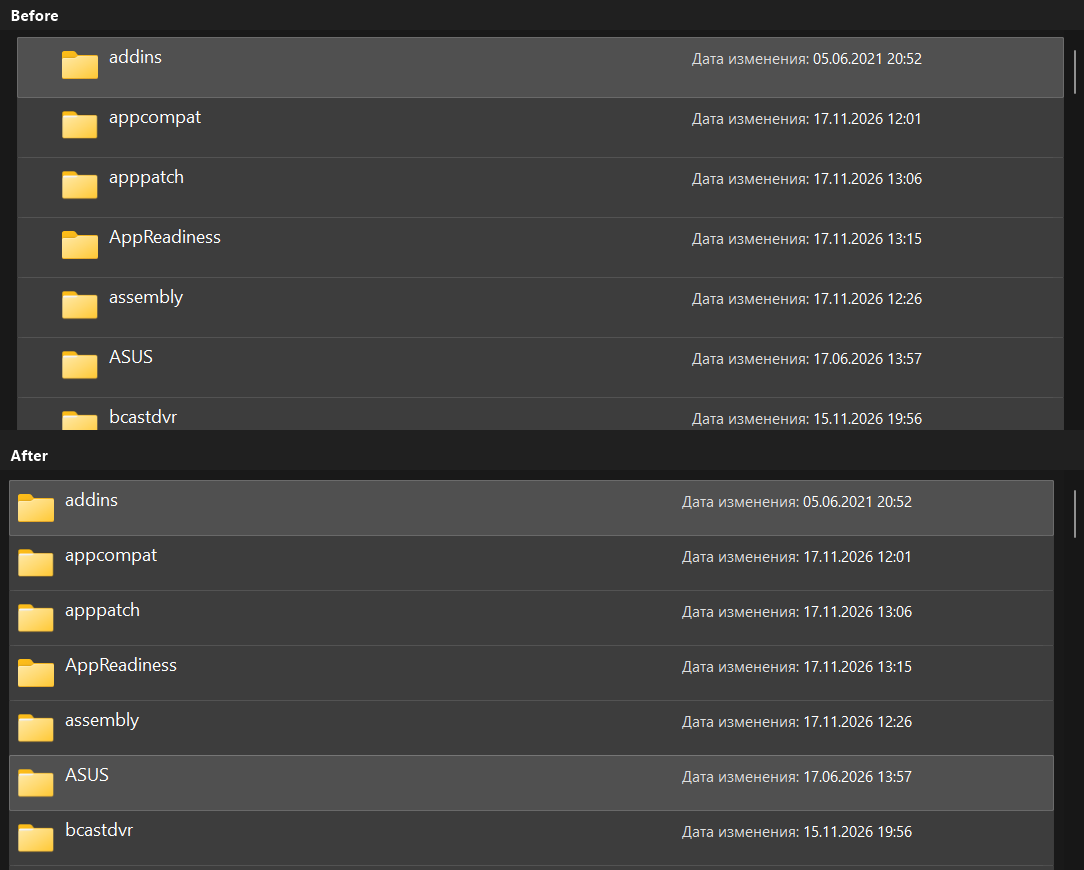 Before
addins Дата изменения: 05.06.2021 20:52
appcompat Дата изменения: 17.11.2026 12:01
apppatch Дата изменения: 17.11.2026 13:06
AppReadiness Дата изменения: 17.11.2026 13:15
assembly Дата изменения: 17.11.2026 12:26
ASUS Дата изменения: 17.06.2026 13:57
bcastdvr Дата изменения: 15.11.2026 19:56
After
addins Дата изменения: 05.06.2021 20:52
appcompat Дата изменения: 17.11.2026 12:01
apppatch Дата изменения: 17.11.2026 13:06
AppReadiness Дата изменения: 17.11.2026 13:15
assembly Дата изменения: 17.11.2026 12:26
ASUS Дата изменения: 17.06.2026 13:57
bcastdvr Дата изменения: 15.11.2026 19:56